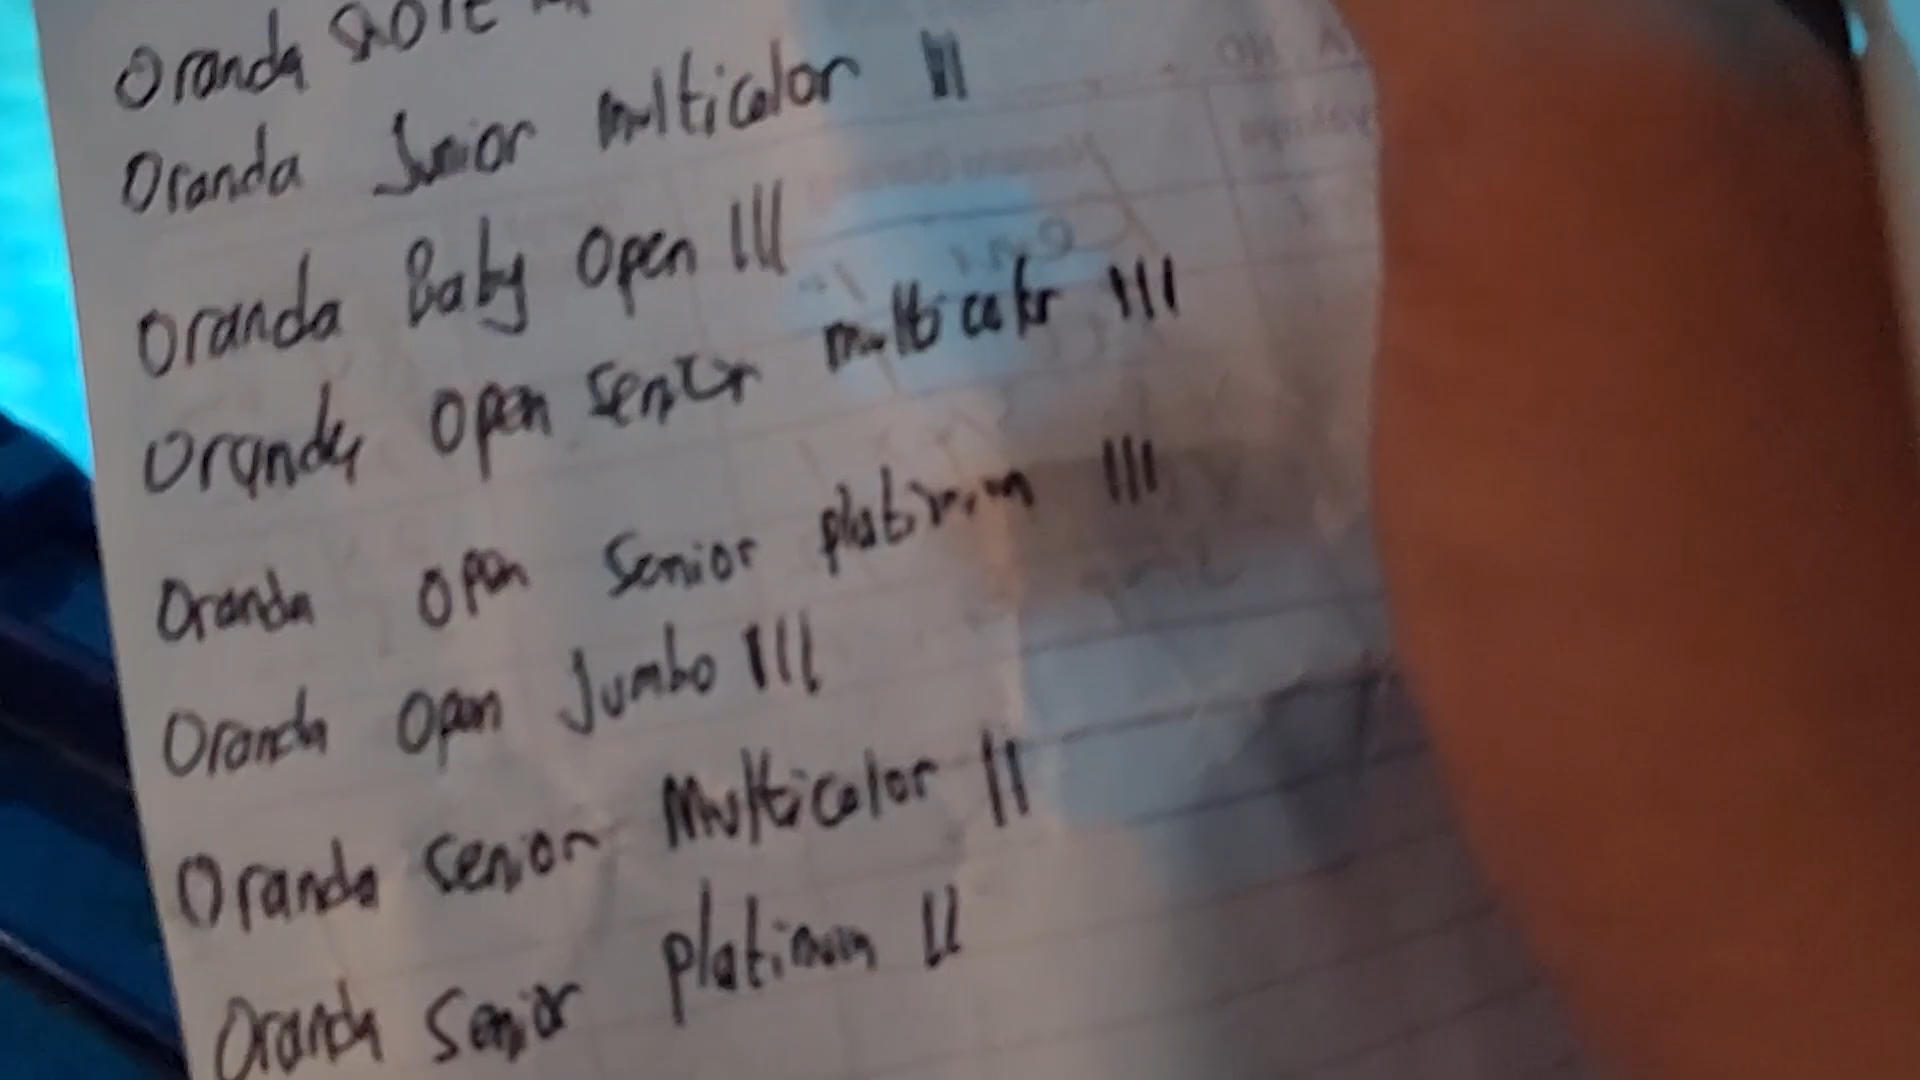 Oranda
Oranda Junior multicolor III
Oranda Baby Open III
Oranda Open Senior multicolor III
Oranda Open Senior platinum III
Oranda Open Jumbo III
Oranda Senior Multicolor II
Oranda Senior platinum II